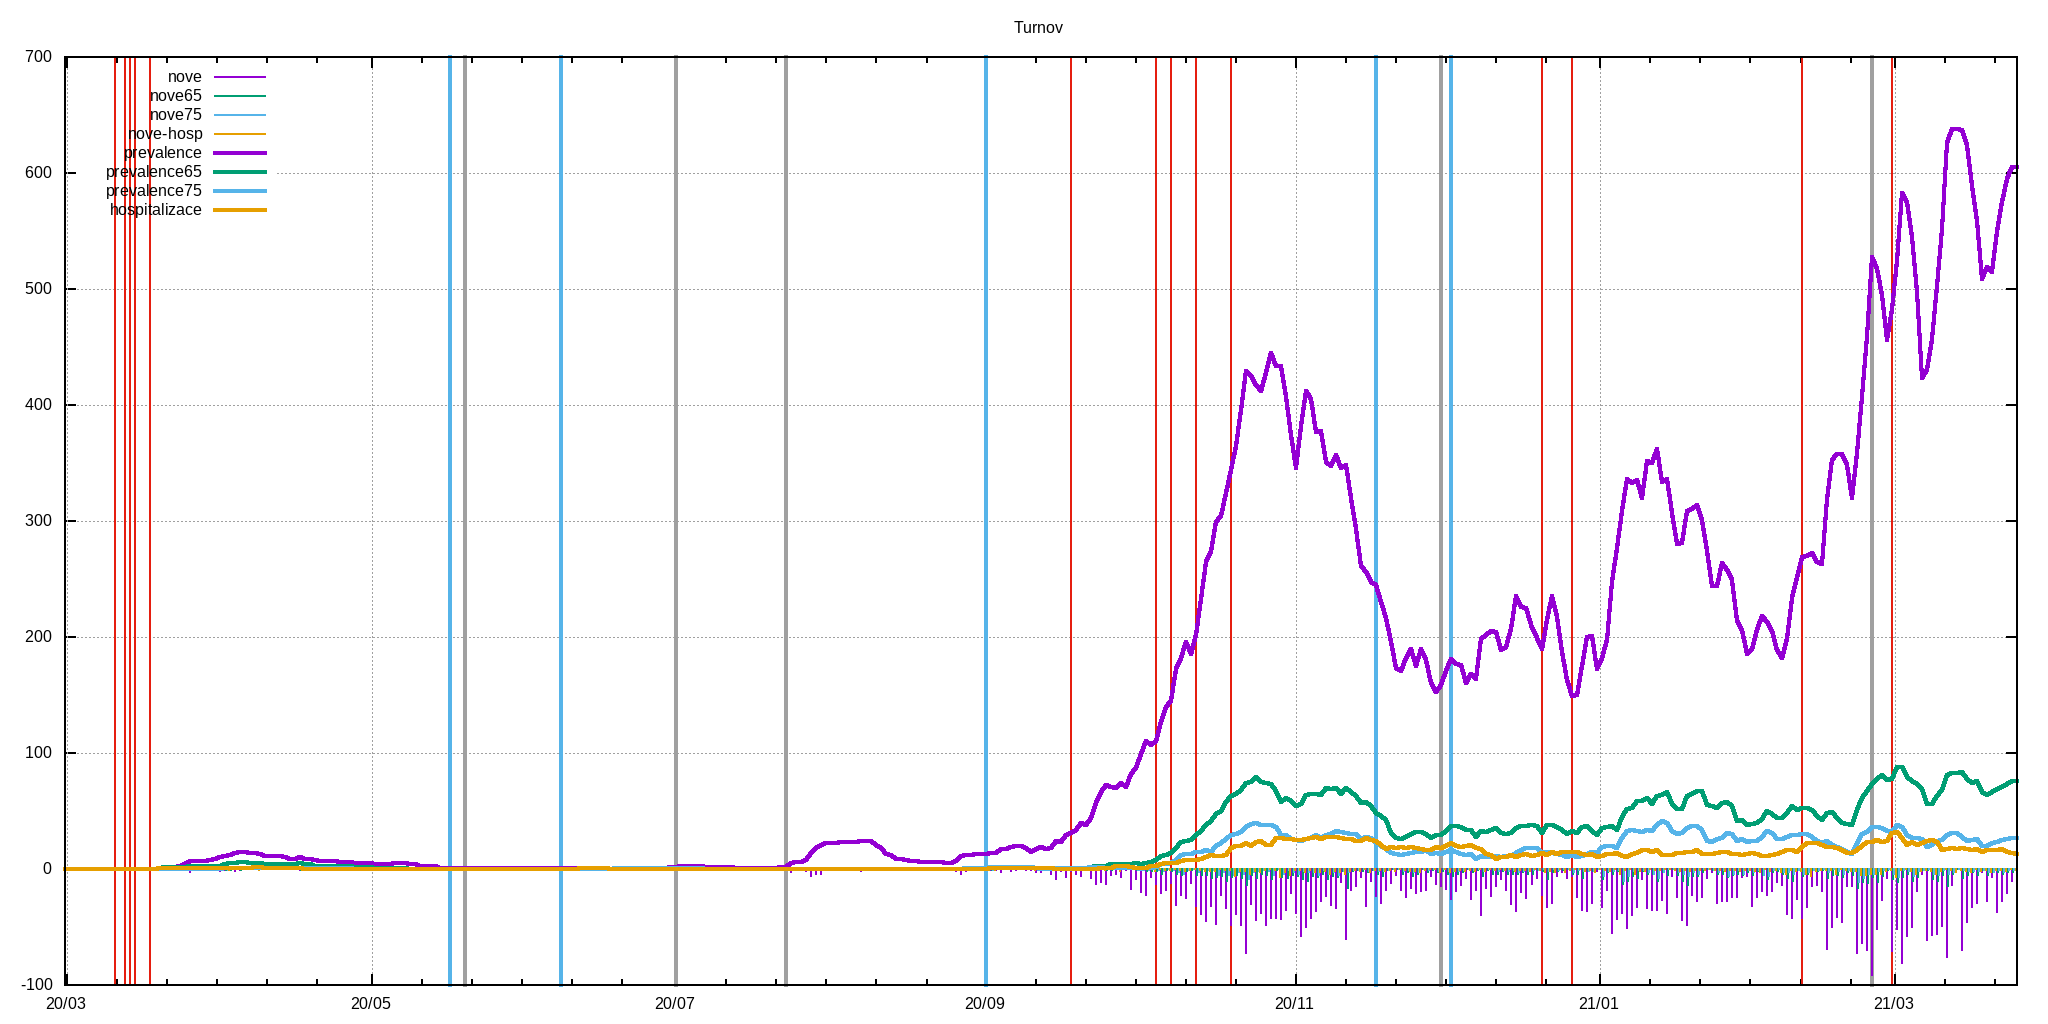 Turnov
700
600
500
400
300
200
100
0
-100
nove
nove65
nove75
nove-hosp
prevalence
prevalence65
prevalence75
hospitalizace
20/03 20/05 20/07 20/09 20/11 21/01 21/03